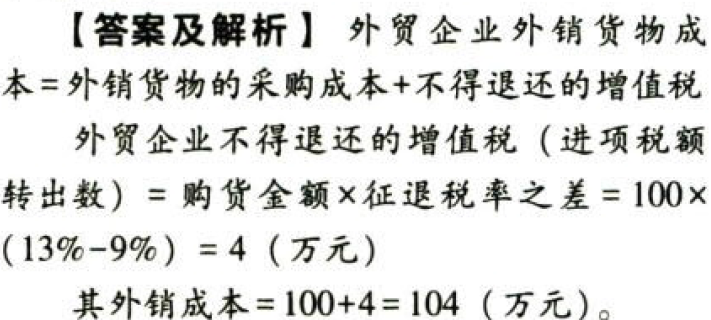 【答案及解析】 外贸企业外销货物成
本=外销货物的采购成本+不得退还的增值税
外贸企业不得退还的增值税（进项税额
转出数）=购货金额×征退税率之差=100×
(13%-9%) =4（万元）
其外销成本=100+4=104（万元）。